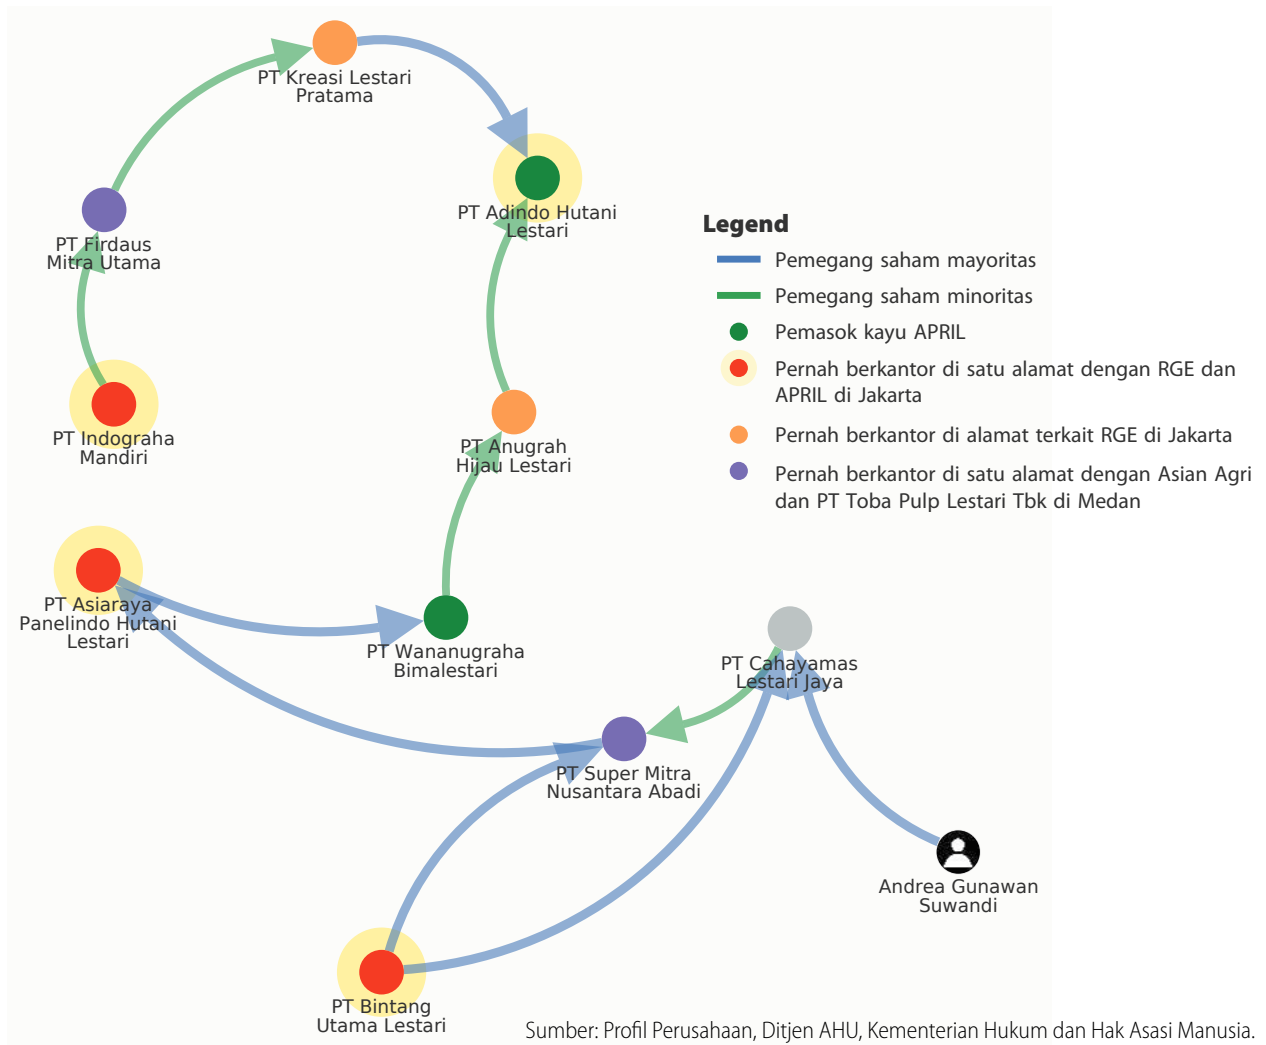 PT Kreasi Lestari
Pratama
PT Adindo Hutani
Lestari
PT Firdaus
Mitra Utama
PT Indograha
Mandiri
PT Anugrah
Hijau Lestari
Legend
Pemegang saham mayoritas
Pemegang saham minoritas
Pemasok kayu APRIL
Pernah berkantor di satu alamat dengan RGE dan
APRIL di Jakarta
Pernah berkantor di alamat terkait RGE di Jakarta
Pernah berkantor di satu alamat dengan Asian Agri
dan PT Toba Pulp Lestari Tbk di Medan
PT Asiaraya
Panelindo Hutani
Lestari
PT Wananugraha
Bimalestari
PT Cahayamas
Lestari Jaya
PT Super Mitra
Nusantara Abadi
Andrea Gunawan
Suwandi
PT Bintang
Utama Lestari
Sumber: Profil Perusahaan, Ditjen AHU, Kementerian Hukum dan Hak Asasi Manusia.